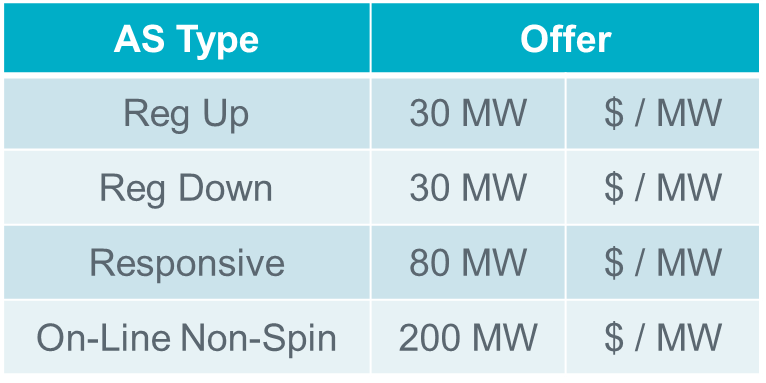 AS Type Offer
Reg Up 30 MW $ / MW
Reg Down 30 MW $ / MW
Responsive 80 MW $ / MW
On-Line Non-Spin 200 MW $ / MW